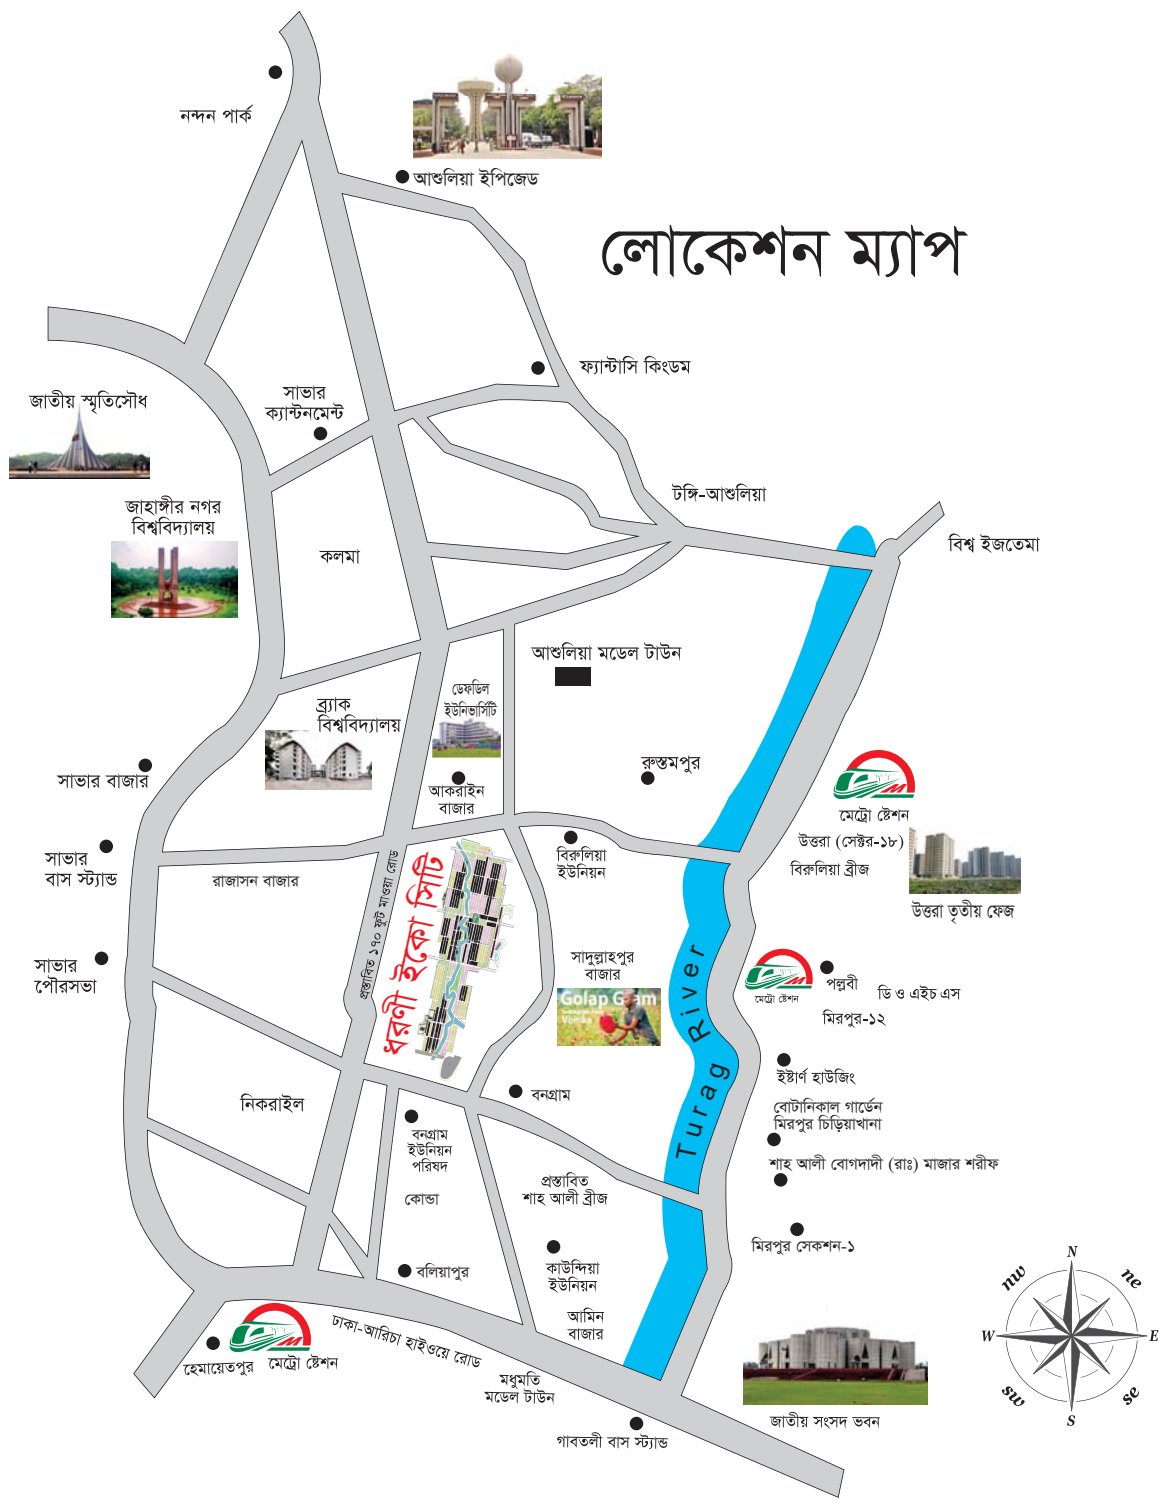 নন্দন পার্ক
আশুলিয়া ইপিজেড
লোকেশন ম্যাপ
ফ্যান্টাসি কিংডম
সাভার
ক্যান্টনমেন্ট
জাতীয় স্মৃতিসৌধ
টঙ্গি-আশুলিয়া
জাহাঙ্গীর নগর
বিশ্ববিদ্যালয়
বিশ্ব ইজতেমা
কলমা
আশুলিয়া মডেল টাউন
ডেফডিল
ইউনিভার্সিটি
ব্র্যাক
বিশ্ববিদ্যালয়
রুস্তমপুর
সাভার বাজার
আকরাইন
বাজার
মেট্রো ষ্টেশন
উত্তরা (সেক্টর-১৮)
বিরুলিয়া ব্রীজ
উত্তরা তৃতীয় ফেজ
সাভার
বাস স্ট্যান্ড
রাজাসন বাজার
বিরুলিয়া
ইউনিয়ন
প্রস্তাবিত ১৭০ ফুট মাওয়া রোড
ধরণী ইকো সিটি
সাভার
পৌরসভা
সাদুল্লাহপুর
বাজার
Golap Gram
Turag River
মেট্রো ষ্টেশন
পল্লবী
ডি ও এইচ এস
মিরপুর-১২
ইষ্টার্ণ হাউজিং
নিকরাইল
বনগ্রাম
বোটানিকাল গার্ডেন
মিরপুর চিড়িয়াখানা
বনগ্রাম
ইউনিয়ন
পরিষদ
শাহ আলী বোগদাদী (রাঃ) মাজার শরীফ
কোন্ডা
প্রস্তাবিত
শাহ আলী ব্রীজ
মিরপুর সেকশন-১
বলিয়াপুর
কাউন্দিয়া
ইউনিয়ন
আমিন
বাজার
ঢাকা-আরিচা হাইওয়ে রোড
হেমায়েতপুর
মেট্রো ষ্টেশন
মধুমতি
মডেল টাউন
গাবতলী বাস স্ট্যান্ড
জাতীয় সংসদ ভবন
N
nw
ne
W
E
sw
se
S